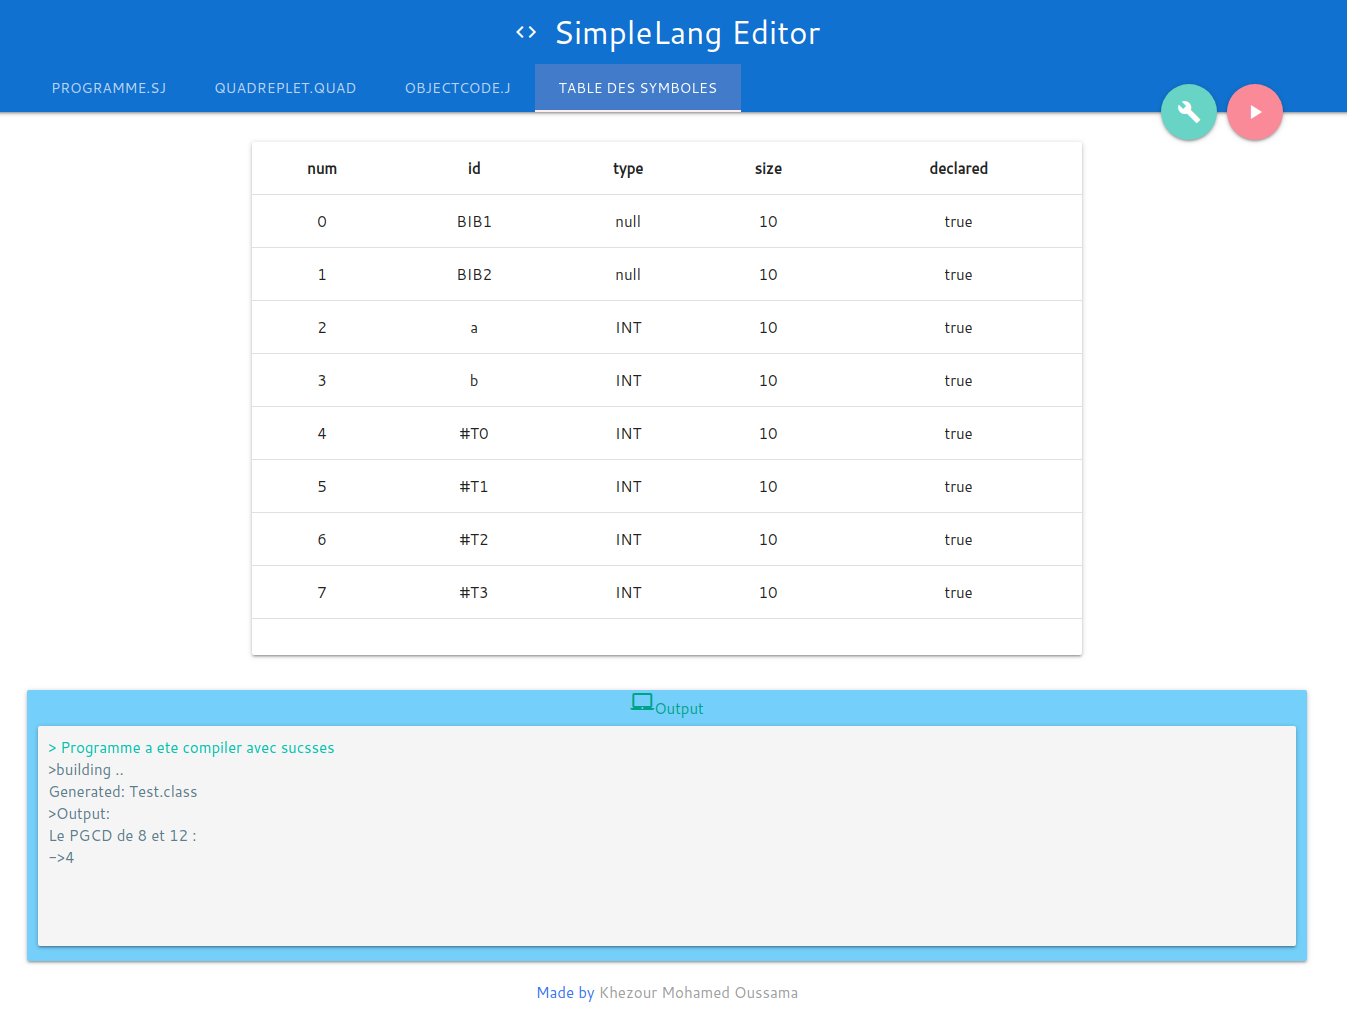 <> SimpleLang Editor
PROGRAMME.SJ QUADREPLET.QUAD OBJECTCODE.J TABLE DES SYMBOLES
num id type size declared
0 BIB1 null 10 true
1 BIB2 null 10 true
2 a INT 10 true
3 b INT 10 true
4 #T0 INT 10 true
5 #T1 INT 10 true
6 #T2 INT 10 true
7 #T3 INT 10 true
Output
> Programme a ete compiler avec sucsses
>building ..
Generated: Test.class
>Output:
Le PGCD de 8 et 12 :
->4
Made by Khezour Mohamed Oussama